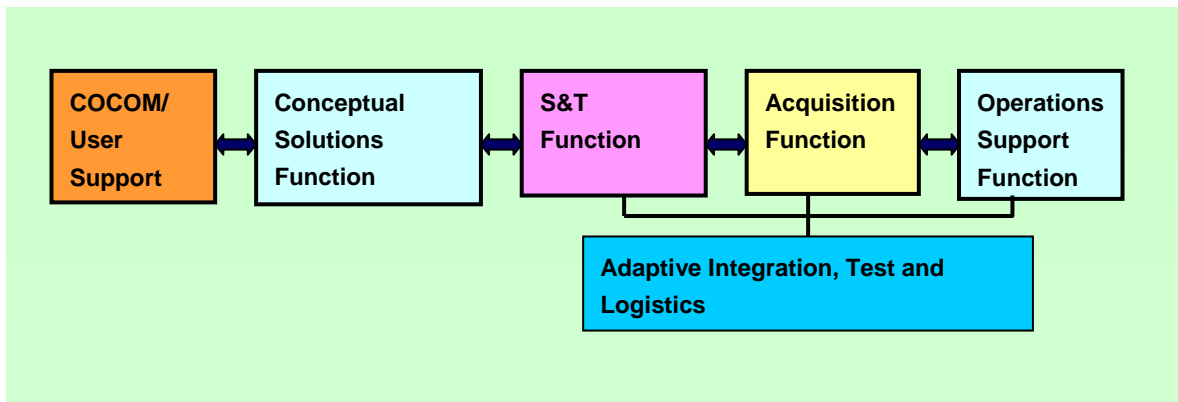 COCOM/
User
Support
Conceptual
Solutions
Function
S&T
Function
Acquisition
Function
Operations
Support
Function
Adaptive Integration, Test and
Logistics